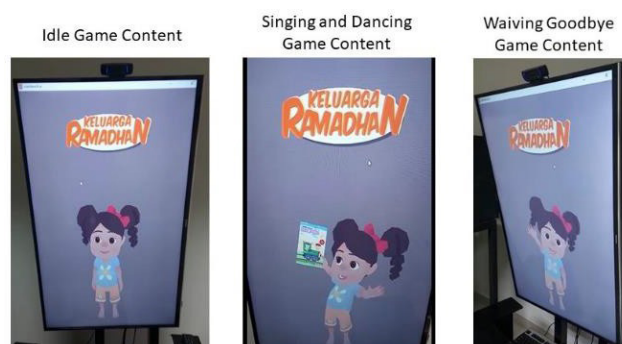 Idle Game Content
Singing and Dancing
Game Content
Waiving Goodbye
Game Content
KELUARGA
RAMADHAN
KELUARGA
RAMADHAN
KELUARGA
RAMADHAN